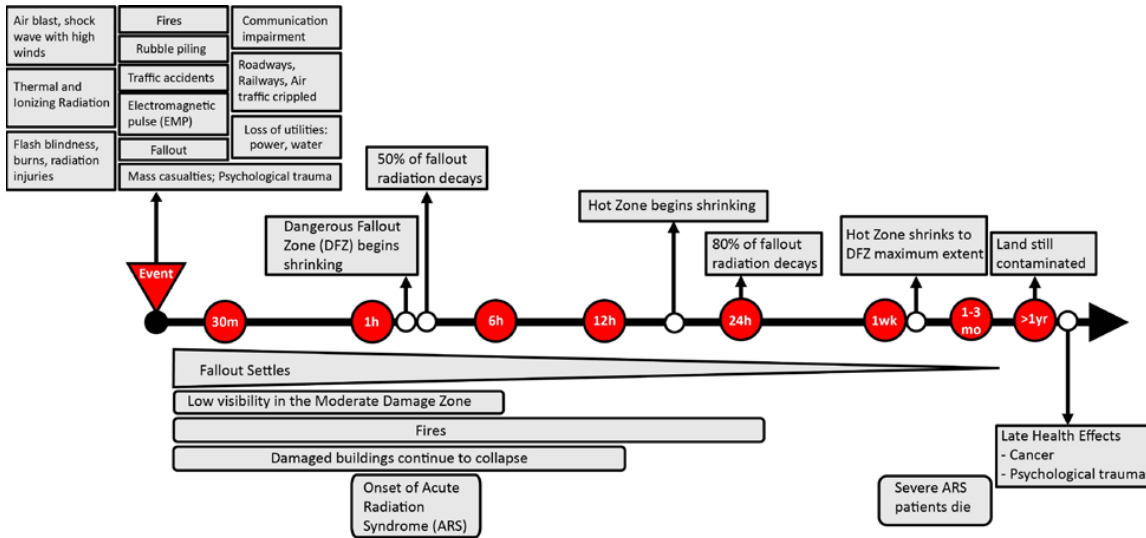 Air blast, shock
wave with high
winds
Thermal and
Ionizing Radiation
Flash blindness,
burns, radiation
injuries
Fires
Rubble piling
Traffic accidents
Electromagnetic
pulse (EMP)
Fallout
Mass casualties; Psychological trauma
Communication
impairment
Roadways,
Railways, Air
traffic crippled
Loss of utilities:
power, water
50% of fallout
radiation decays
Dangerous Fallout
Zone (DFZ) begins
shrinking
Hot Zone begins shrinking
80% of fallout
radiation decays
Hot Zone shrinks to
DFZ maximum extent
Land still
contaminated
Event
30m
1h
6h
12h
24h
1wk
1-3
mo
>1yr
Fallout Settles
Low visibility in the Moderate Damage Zone
Fires
Damaged buildings continue to collapse
Onset of Acute
Radiation
Syndrome (ARS)
Severe ARS
patients die
Late Health Effects
- Cancer
- Psychological trauma